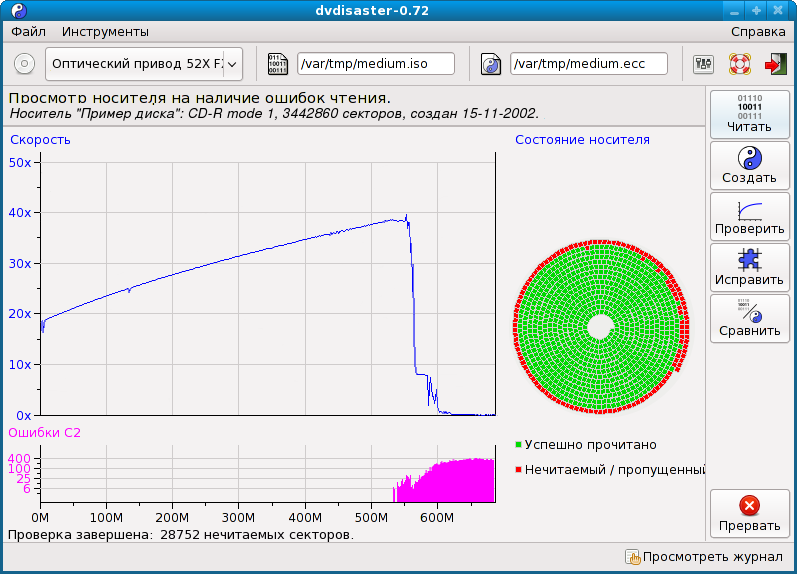 dvdisaster-0.72
Файл Инструменты Справка
Оптический привод 52X F /var/tmp/medium.iso /var/tmp/medium.ecc
Просмотр носителя на наличие ошибок чтения.
Носитель "Пример диска": CD-R mode 1, 3442860 секторов, создан 15-11-2002.
Скорость
50x
40x
30x
20x
10x
0x
Ошибки C2
400
100
25
6
0M 100M 200M 300M 400M 500M 600M
Проверка завершена: 28752 нечитаемых секторов.
Состояние носителя
Успешно прочитано
Нечитаемый / пропущенный
Читать
Создать
Проверить
Исправить
Сравнить
Прервать
Просмотреть журнал